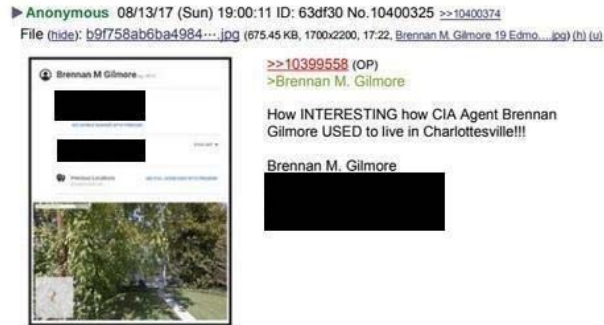 Anonymous 08/13/17 (Sun) 19:00:11 ID: 63df30 No.10400325 >>10400374
File (hide): b9f758ab6ba4984⋯.jpg (675.45 KB, 1700x2200, 17:22, Brennan M. Gilmore 19 Edmo….jpg) (h) (u)
Brennan M Gilmore
Previous Locations
>>10399558 (OP)
>Brennan M. Gilmore
How INTERESTING how CIA Agent Brennan
Gilmore USED to live in Charlottesville!!!
Brennan M. Gilmore